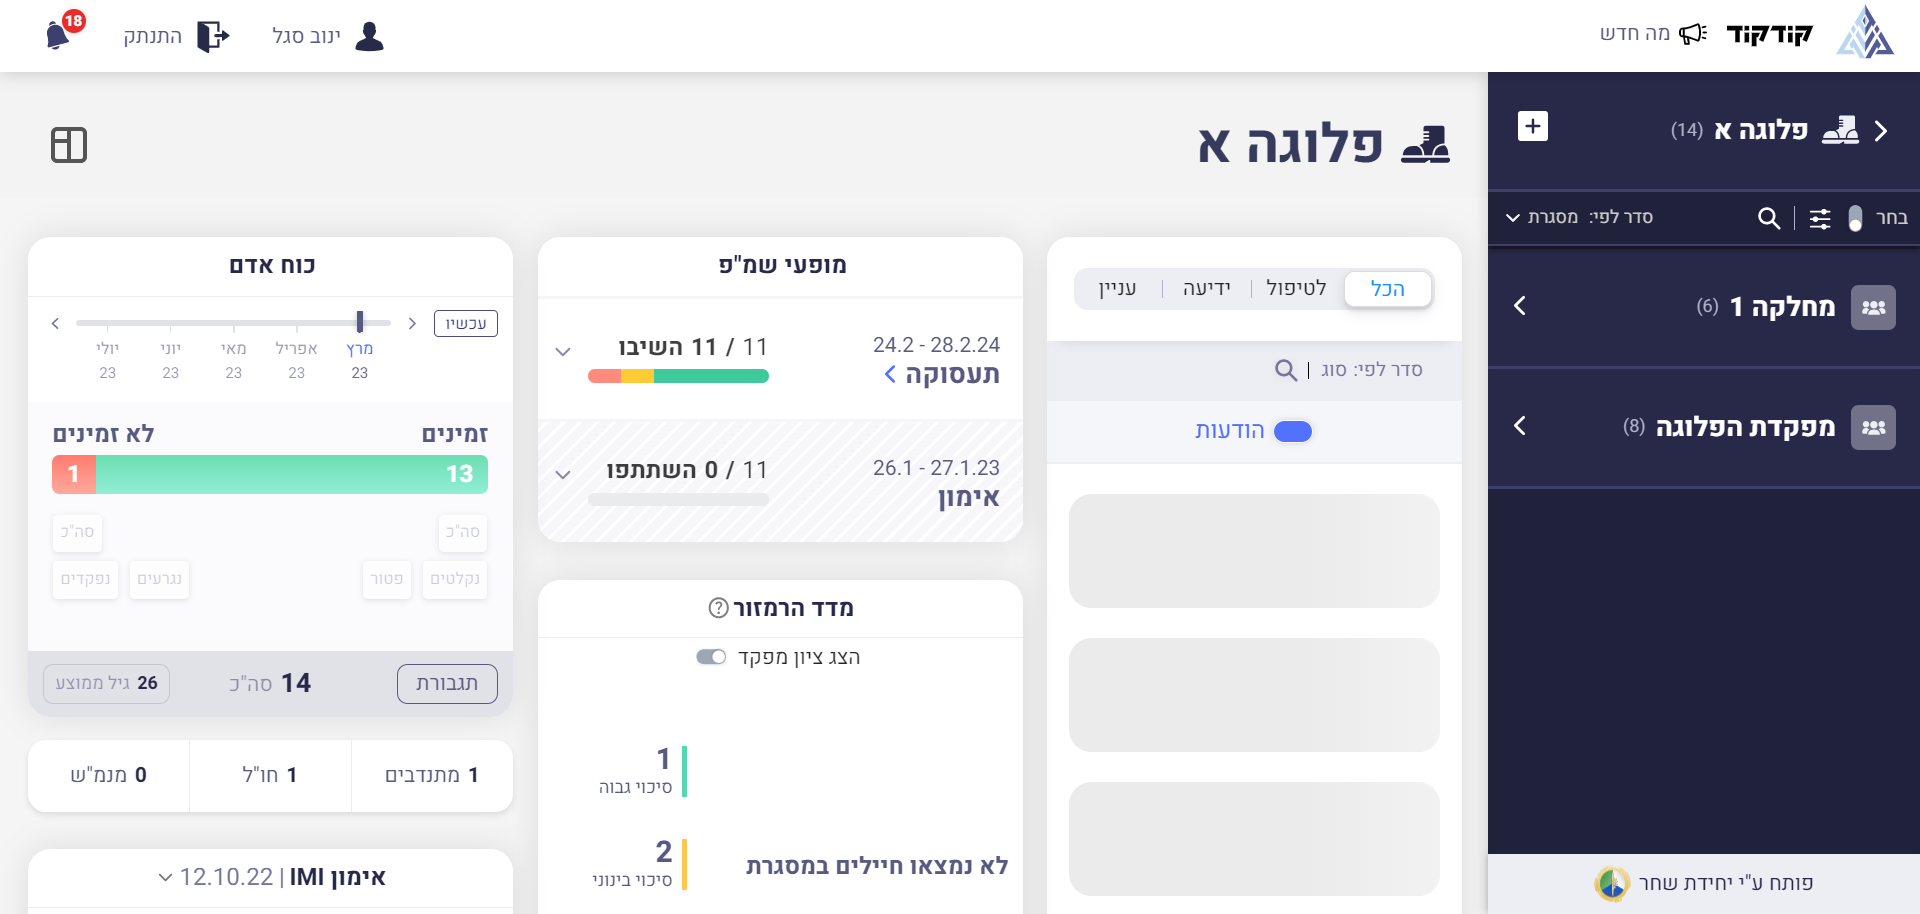 קודקוד
מה חדש
ינוב סגל
התנתק
18
פלוגה א (14)
בחר
סדר לפי: מסגרת
מחלקה 1 (6)
מפקדת הפלוגה (8)
פותח ע"י יחידת שחר
פלוגה א
הכל
לטיפול
ידיעה
עניין
סדר לפי: סוג
הודעות
מופעי שמ"פ
24.2 - 28.2.24
תעסוקה
11 / 11 השיבו
26.1 - 27.1.23
אימון
11 / 0 השתתפו
מדד הרמזור
הצג ציון מפקד
1
סיכוי גבוה
2
סיכוי בינוני
לא נמצאו חיילים במסגרת
כוח אדם
עכשיו
מרץ 23
אפריל 23
מאי 23
יוני 23
יולי 23
זמינים
לא זמינים
13
1
סה"כ
סה"כ
נקלטים
פטור
נגרעים
נפקדים
תגבורת
14 סה"כ
26 גיל ממוצע
1 מתנדבים
1 חו"ל
0 מנמ"ש
אימון IMI | 12.10.22